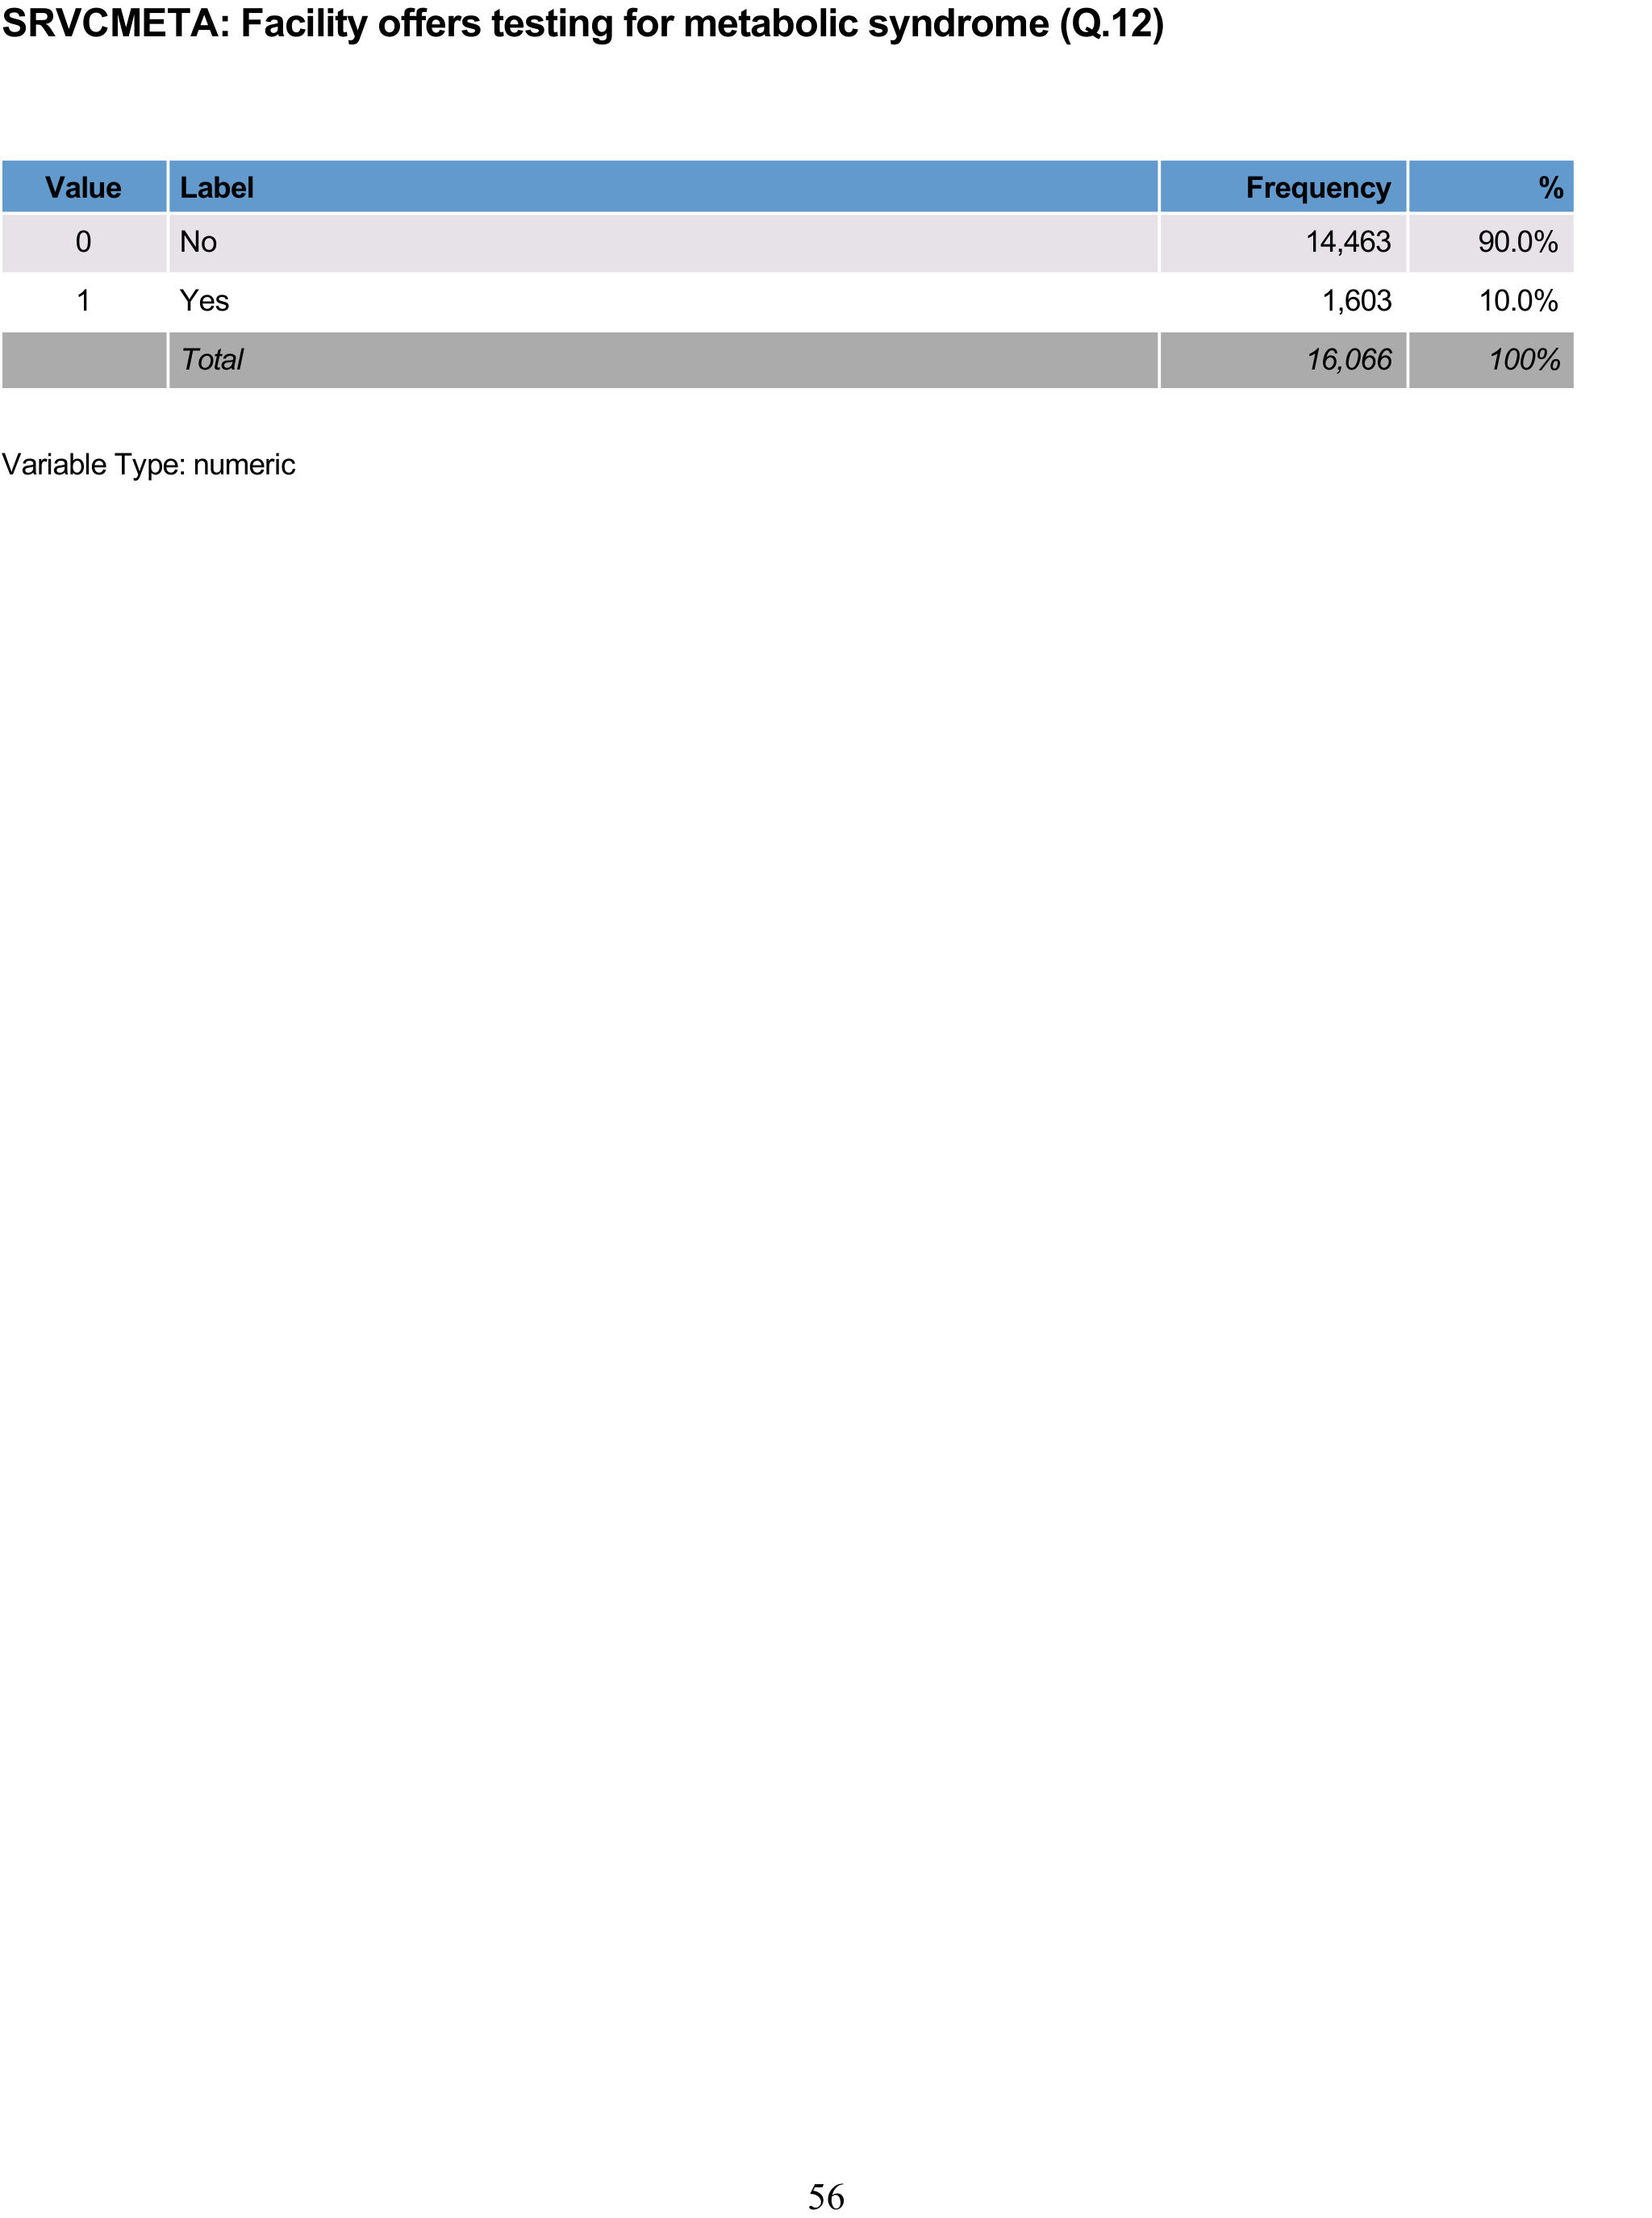 SRVCMETA: Facility offers testing for metabolic syndrome (Q.12)
Value Label Frequency %
0 No 14,463 90.0%
1 Yes 1,603 10.0%
Total 16,066 100%
Variable Type: numeric
56